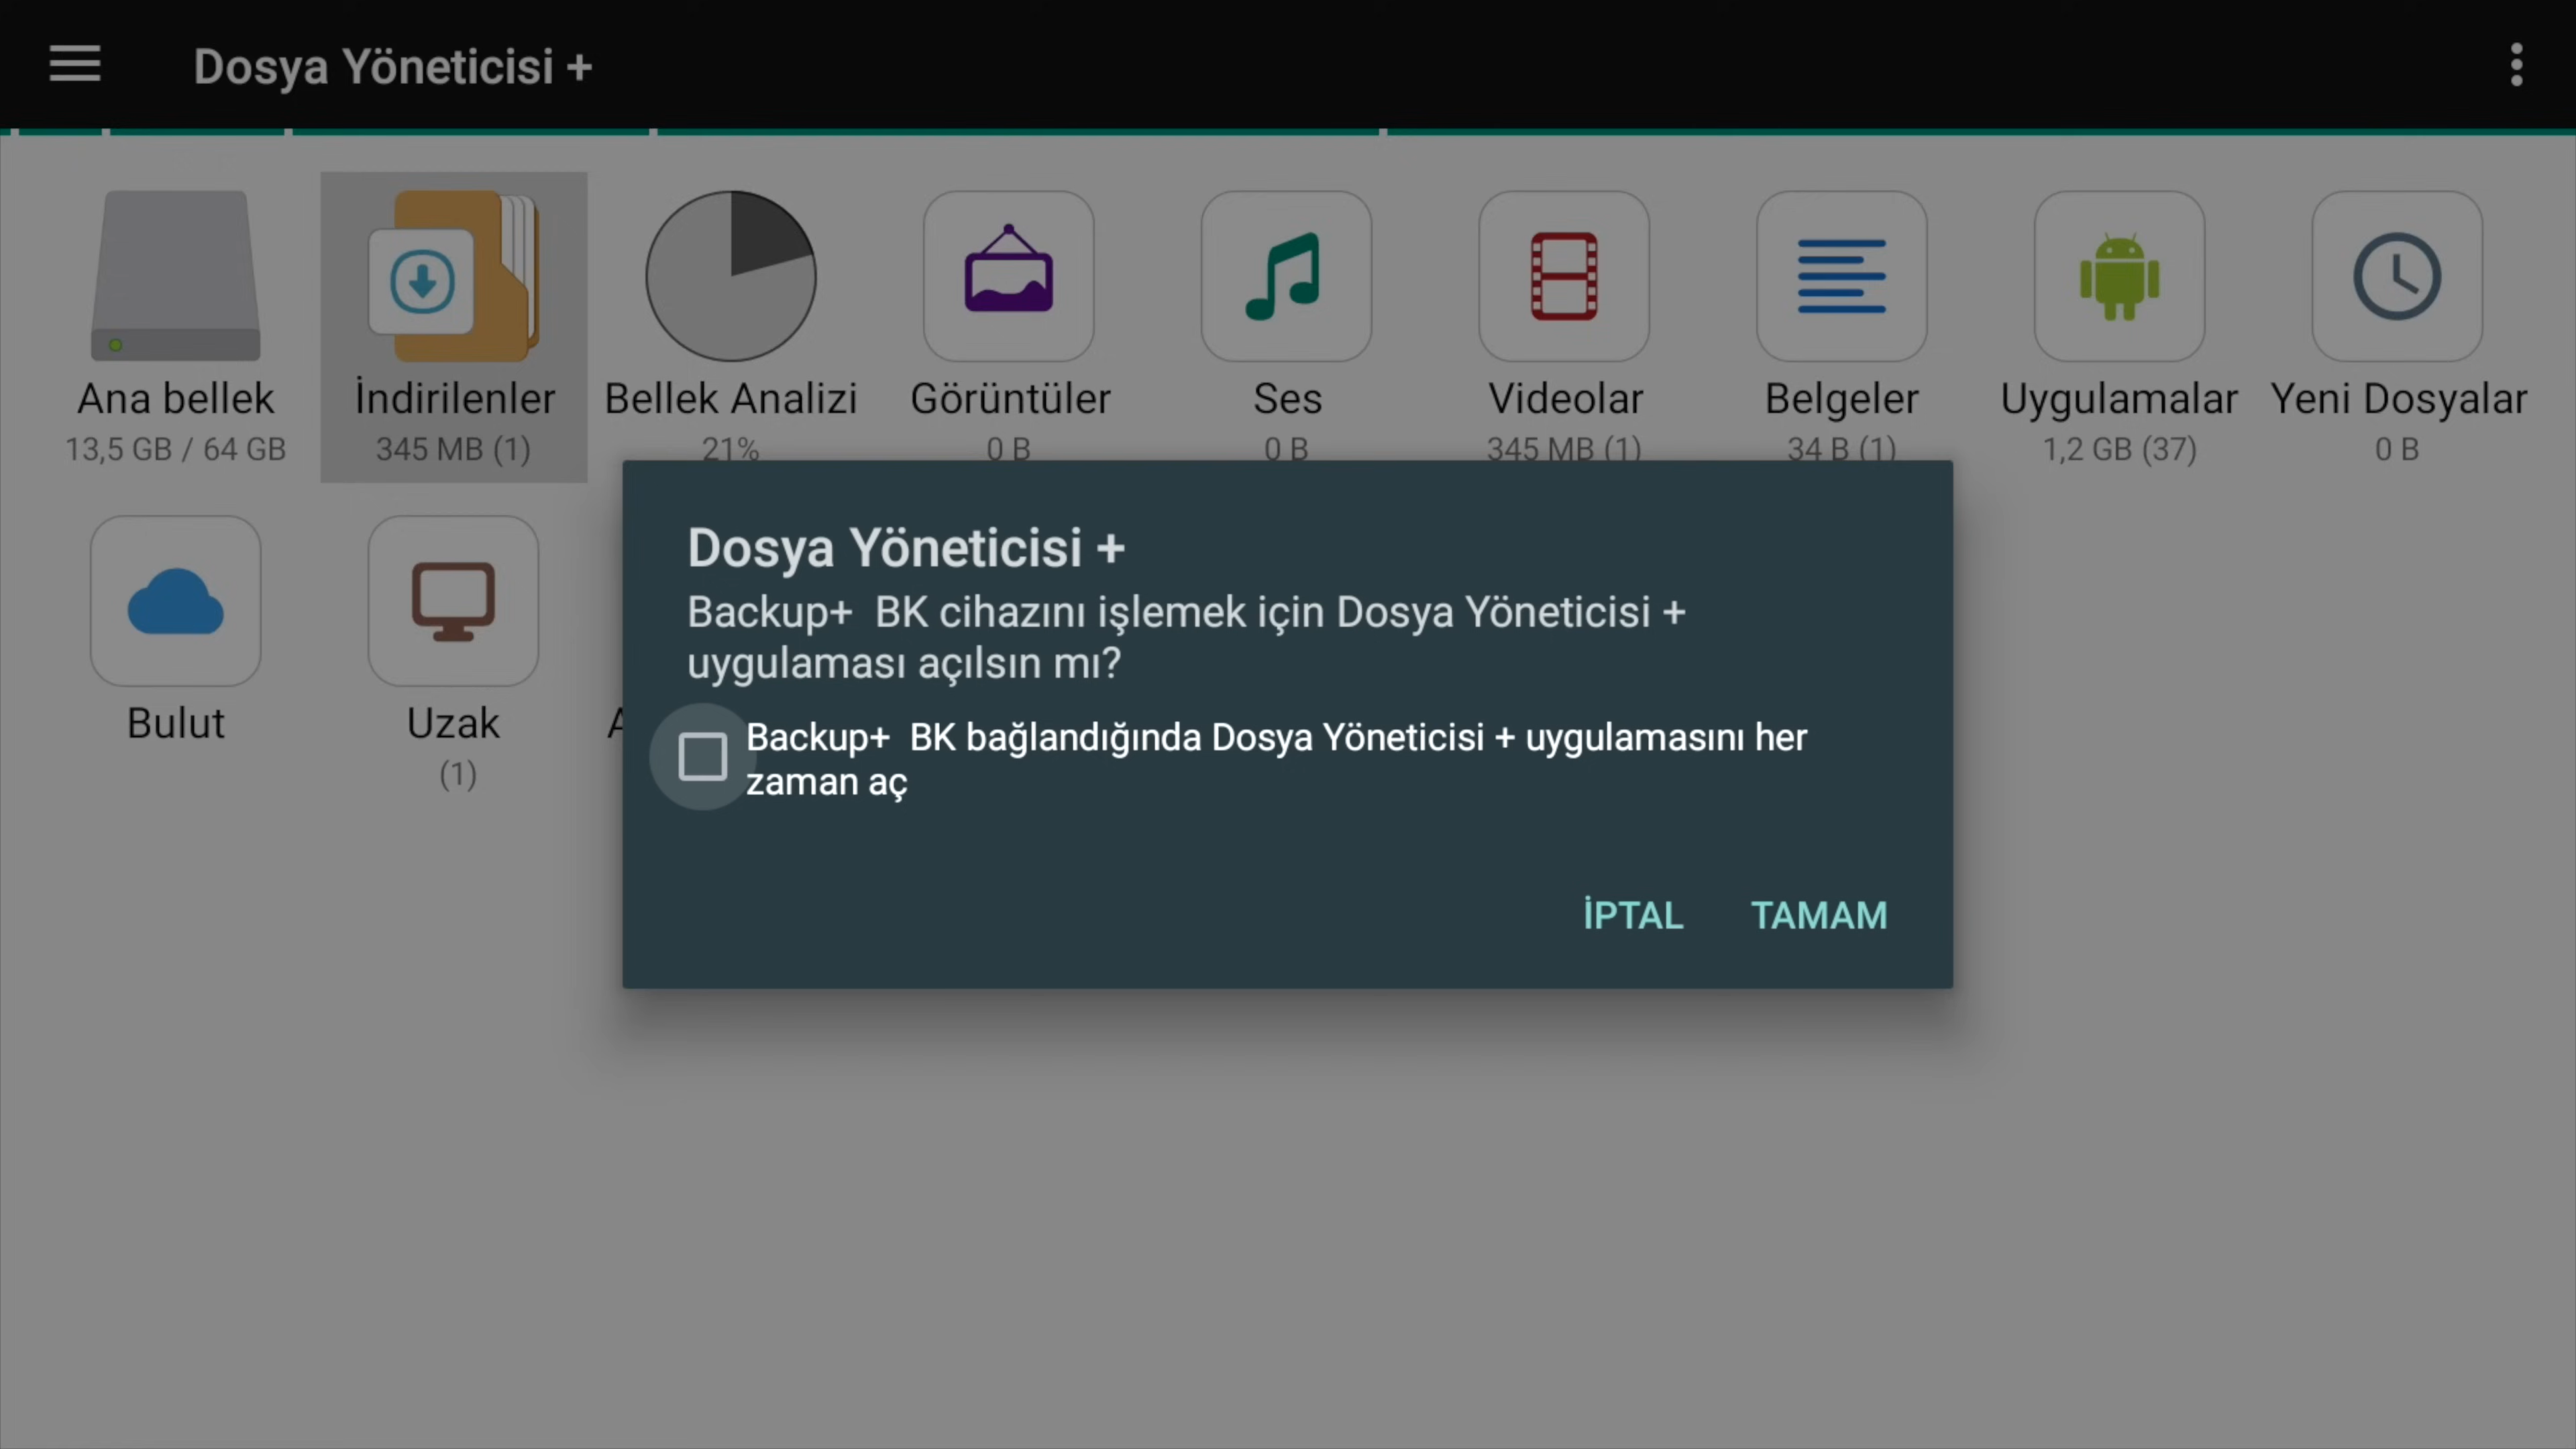 Dosya Yöneticisi +
Ana bellek
13,5 GB / 64 GB
İndirilenler
345 MB (1)
Bellek Analizi
21%
Görüntüler
0 B
Ses
0 B
Videolar
345 MB (1)
Belgeler
34 B (1)
Uygulamalar
1,2 GB (37)
Yeni Dosyalar
0 B
Bulut
Uzak
(1)
Dosya Yöneticisi +
Backup+ BK cihazını işlemek için Dosya Yöneticisi +
uygulaması açılsın mı?
Backup+ BK bağlandığında Dosya Yöneticisi + uygulamasını her
zaman aç
İPTAL
TAMAM